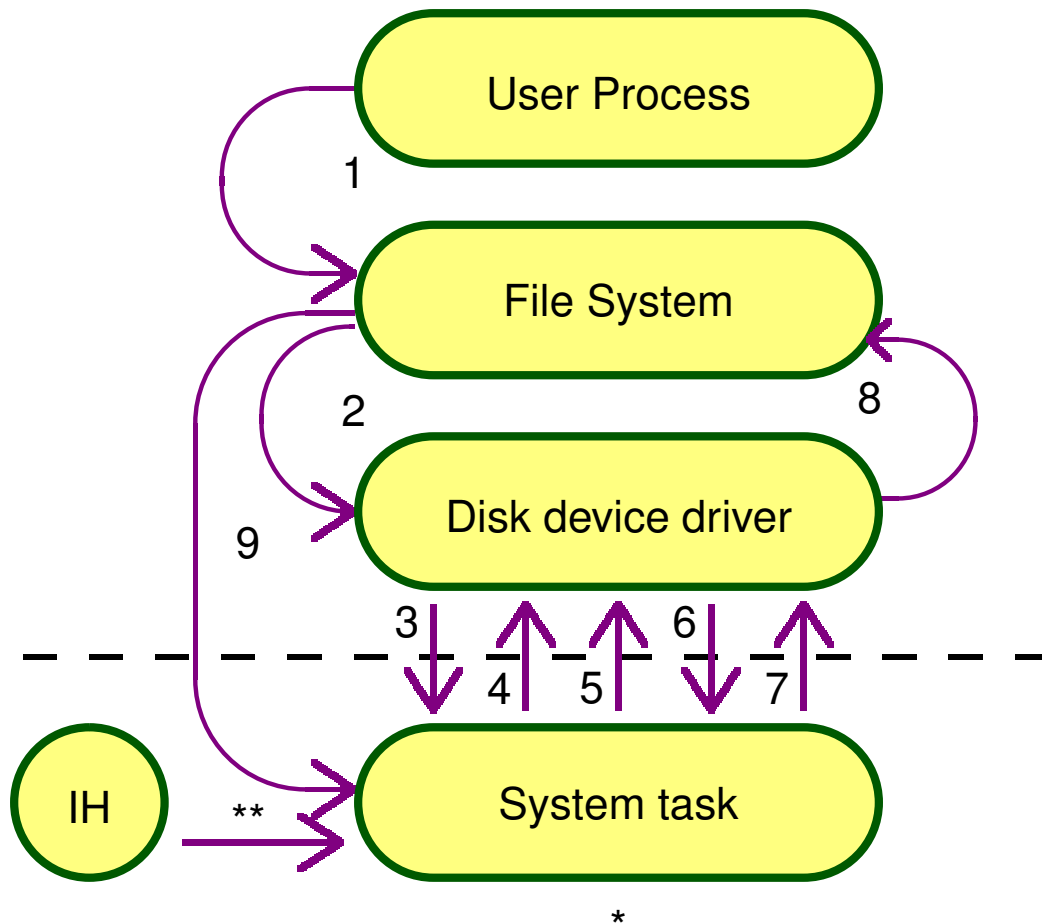 User Process
1
File System
2
8
Disk device driver
9
3
6
4
5
7
IH
**
System task
*